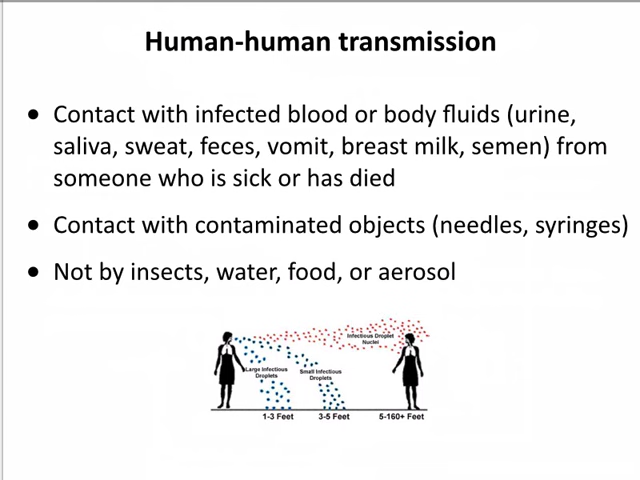 Human-human transmission
● Contact with infected blood or body fluids (urine,
saliva, sweat, feces, vomit, breast milk, semen) from
someone who is sick or has died
● Contact with contaminated objects (needles, syringes)
● Not by insects, water, food, or aerosol
Infectious Droplet
Nuclei
Large Infectious
Droplets
Small Infectious
Droplets
1-3 Feet
3-5 Feet
5-160+ Feet